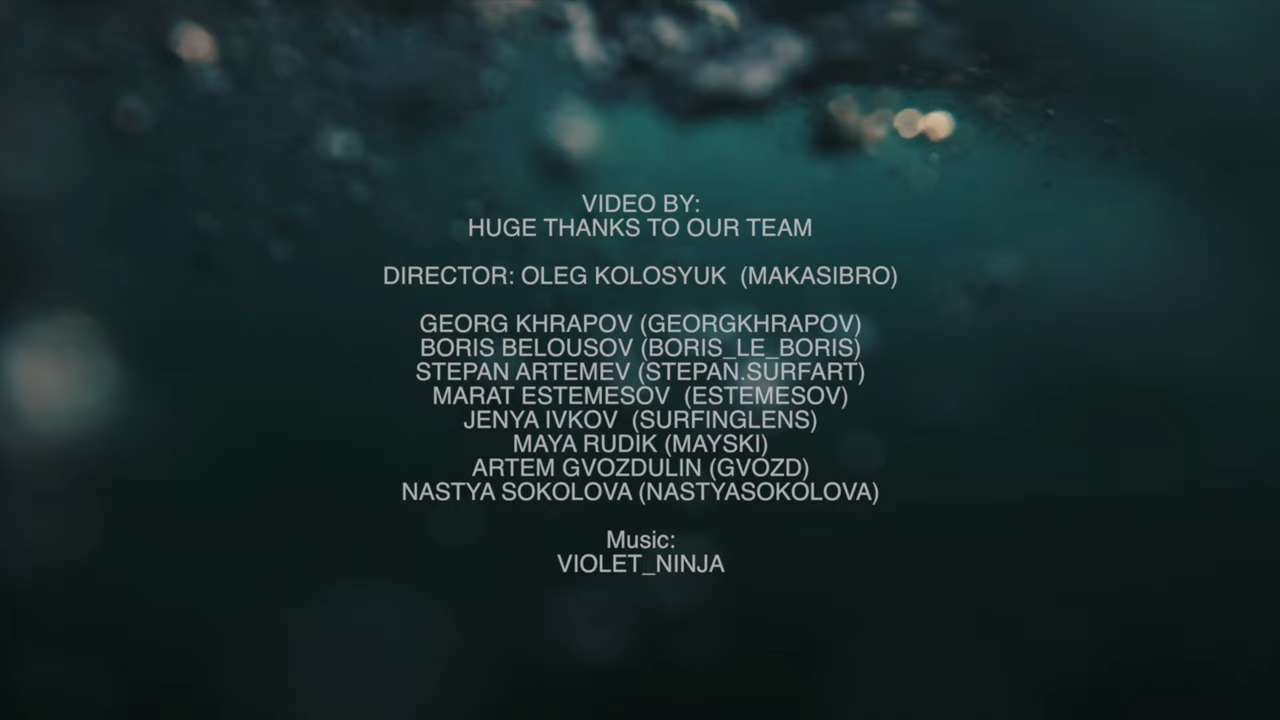 VIDEO BY:
HUGE THANKS TO OUR TEAM
DIRECTOR: OLEG KOLOSYUK  (MAKASIBRO)
GEORG KHRAPOV (GEORGKHRAPOV)
BORIS BELOUSOV (BORIS_LE_BORIS)
STEPAN ARTEMEV (STEPAN.SURFART)
MARAT ESTEMESOV  (ESTEMESOV)
JENYA IVKOV  (SURFINGLENS)
MAYA RUDIK (MAYSKI)
ARTEM GVOZDULIN (GVOZD)
NASTYA SOKOLOVA (NASTYASOKOLOVA)
Music:
VIOLET_NINJA